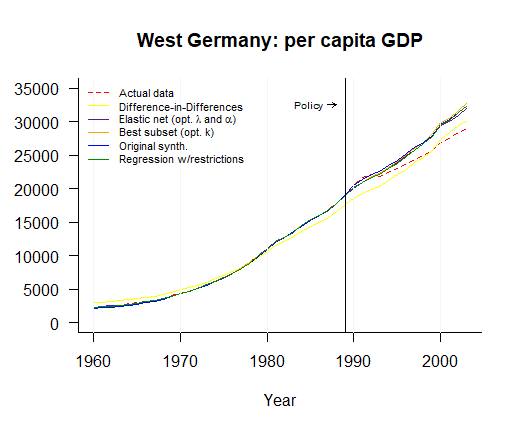 West Germany: per capita GDP
35000
30000
25000
20000
15000
10000
5000
0
Actual data
Difference-in-Differences
Elastic net (opt. λ and α)
Best subset (opt. k)
Original synth.
Regression w/restrictions
Policy →
1960 1970 1980 1990 2000
Year